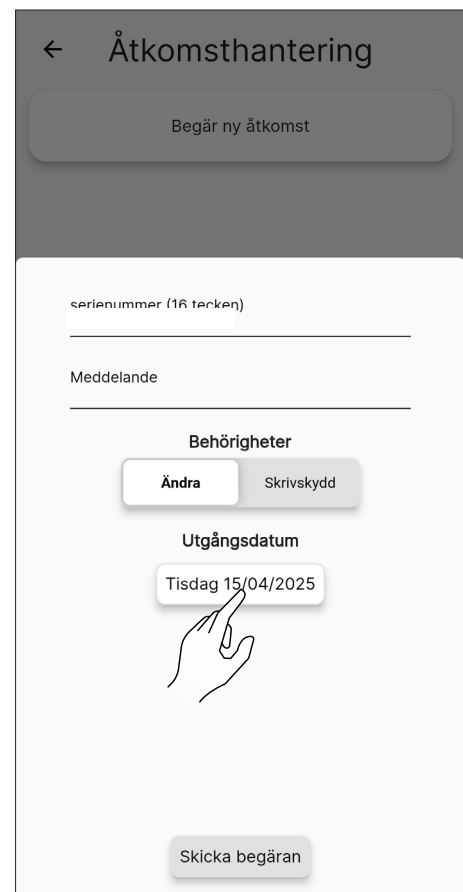 Åtkomsthantering
Begär ny åtkomst
serienummer (16 tecken)
Meddelande
Behörigheter
Ändra Skrivskydd
Utgångsdatum
Tisdag 15/04/2025
Skicka begäran